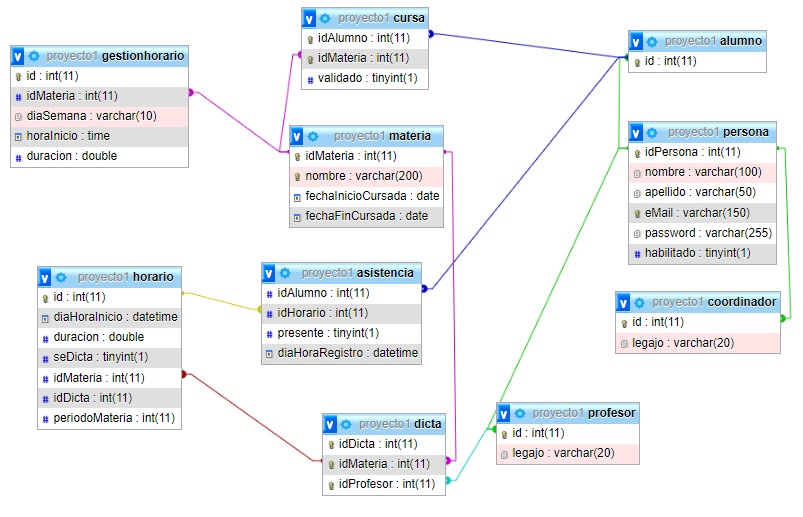 proyecto1 gestionhorario
id : int(11)
idMateria : int(11)
diaSemana : varchar(10)
horaInicio : time
duracion : double
proyecto1 cursa
idAlumno : int(11)
idMateria : int(11)
validado : tinyint(1)
proyecto1 alumno
id : int(11)
proyecto1 materia
idMateria : int(11)
nombre : varchar(200)
fechaInicioCursada : date
fechaFinCursada : date
proyecto1 persona
idPersona : int(11)
nombre : varchar(100)
apellido : varchar(50)
eMail : varchar(150)
password : varchar(255)
habilitado : tinyint(1)
proyecto1 horario
id : int(11)
diaHoraInicio : datetime
duracion : double
seDicta : tinyint(1)
idMateria : int(11)
idDicta : int(11)
periodoMateria : int(11)
proyecto1 asistencia
idAlumno : int(11)
idHorario : int(11)
presente : tinyint(1)
diaHoraRegistro : datetime
proyecto1 coordinador
id : int(11)
legajo : varchar(20)
proyecto1 dicta
idDicta : int(11)
idMateria : int(11)
idProfesor : int(11)
proyecto1 profesor
id : int(11)
legajo : varchar(20)